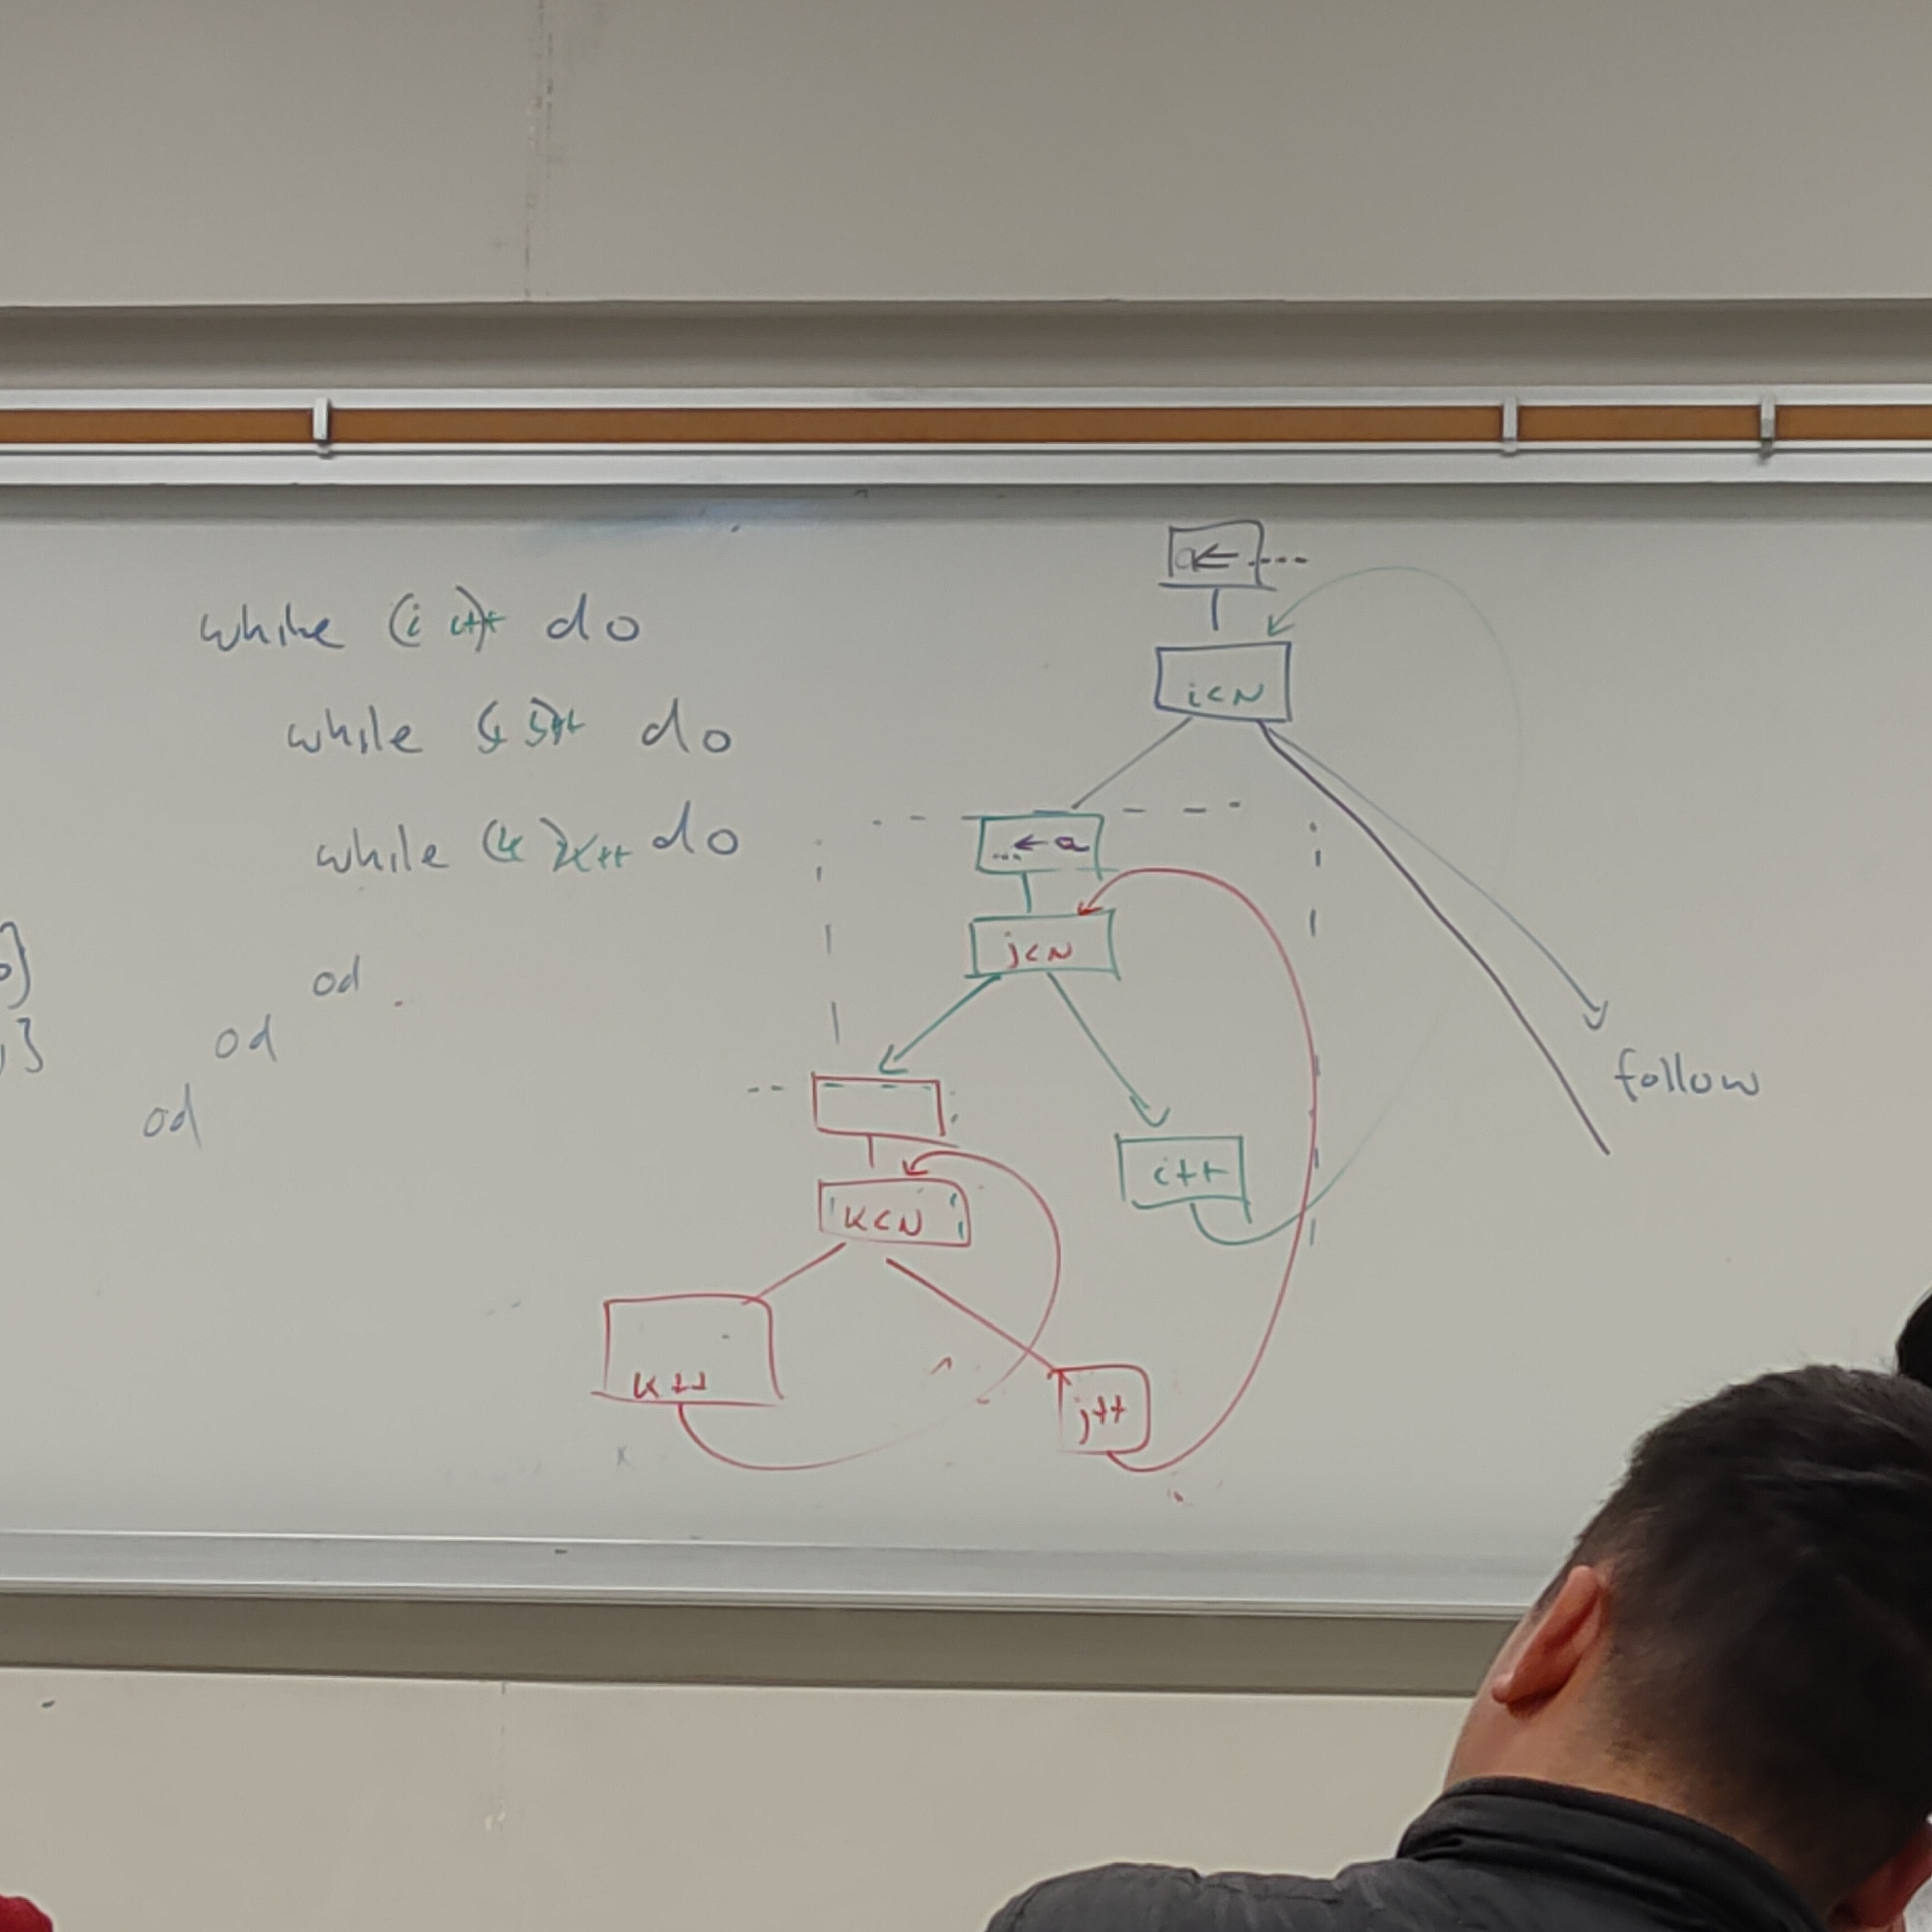 while (i i++) do
while j++ do
while (k) k++ do
od
od
od
a← ----
i<N
...←a
j<N
follow
i++
k<N
k++
j++